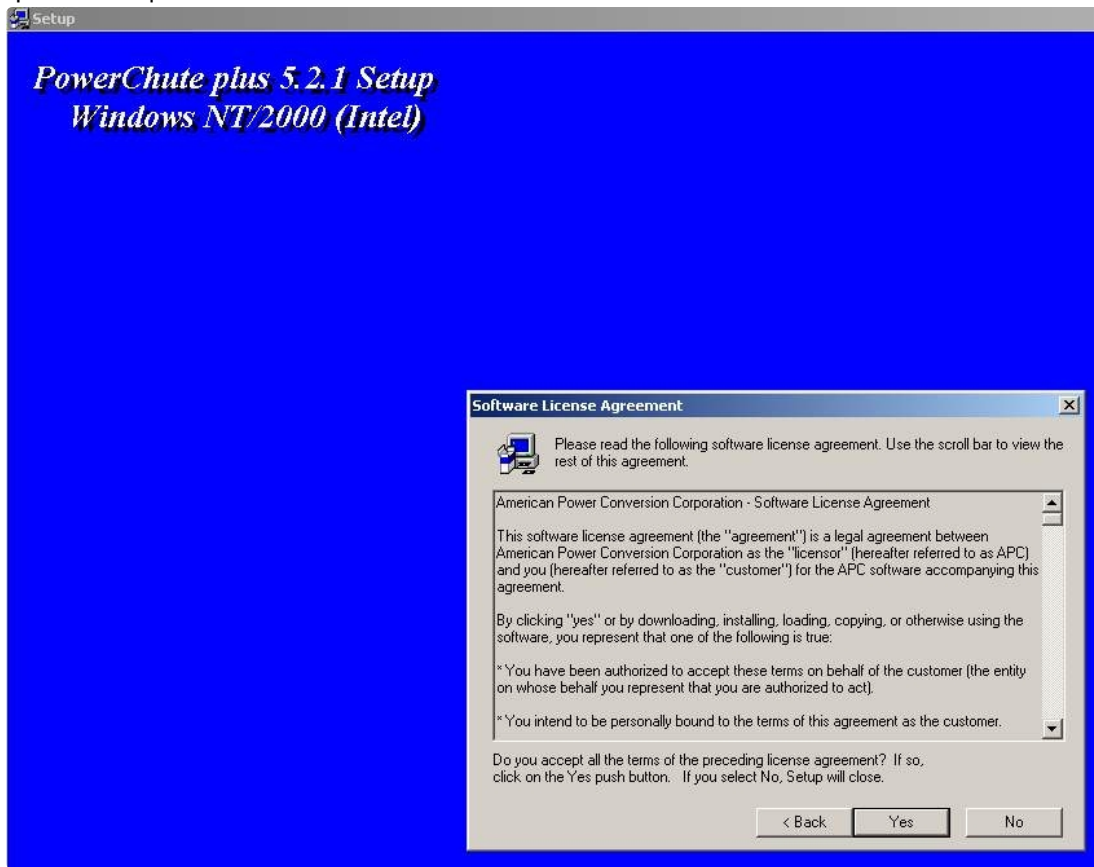 Setup
PowerChute plus 5.2.1 Setup
Windows NT/2000 (Intel)
Software License Agreement
Please read the following software license agreement. Use the scroll bar to view the
rest of this agreement.
American Power Conversion Corporation - Software License Agreement
This software license agreement (the "agreement") is a legal agreement between
American Power Conversion Corporation as the "licensor" (hereafter referred to as APC)
and you (hereafter referred to as the "customer") for the APC software accompanying this
agreement.
By clicking "yes" or by downloading, installing, loading, copying, or otherwise using the
software, you represent that one of the following is true:
* You have been authorized to accept these terms on behalf of the customer (the entity
on whose behalf you represent that you are authorized to act).
* You intend to be personally bound to the terms of this agreement as the customer.
Do you accept all the terms of the preceding license agreement? If so,
click on the Yes push button. If you select No, Setup will close.
< Back Yes No